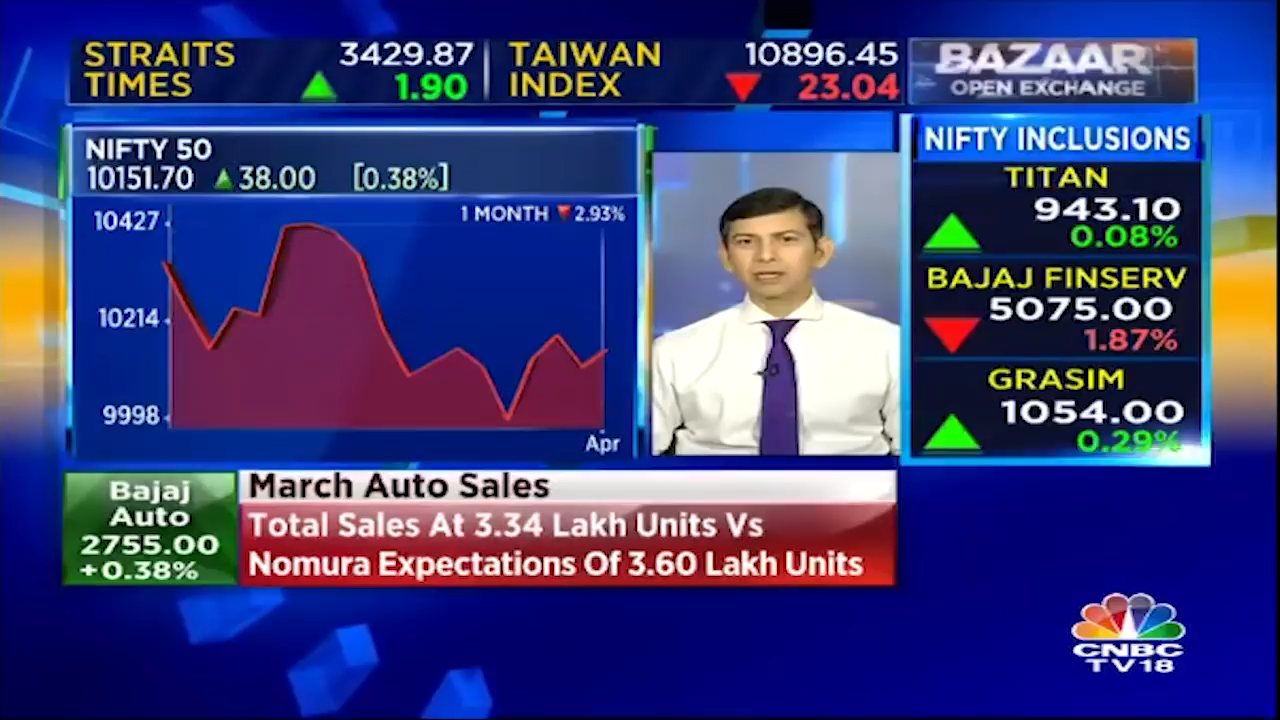 STRAITS TIMES
3429.87
▲ 1.90
TAIWAN INDEX
10896.45
▼ 23.04
BAZAAR
OPEN EXCHANGE
NIFTY 50
10151.70 ▲ 38.00 [0.38%]
1 MONTH ▼ 2.93%
10427
10214
9998
Apr
NIFTY INCLUSIONS
TITAN
943.10
0.08%
BAJAJ FINSERV
5075.00
1.87%
GRASIM
1054.00
0.29%
Bajaj
Auto
2755.00
+0.38%
March Auto Sales
Total Sales At 3.34 Lakh Units Vs
Nomura Expectations Of 3.60 Lakh Units
CNBC
TV18